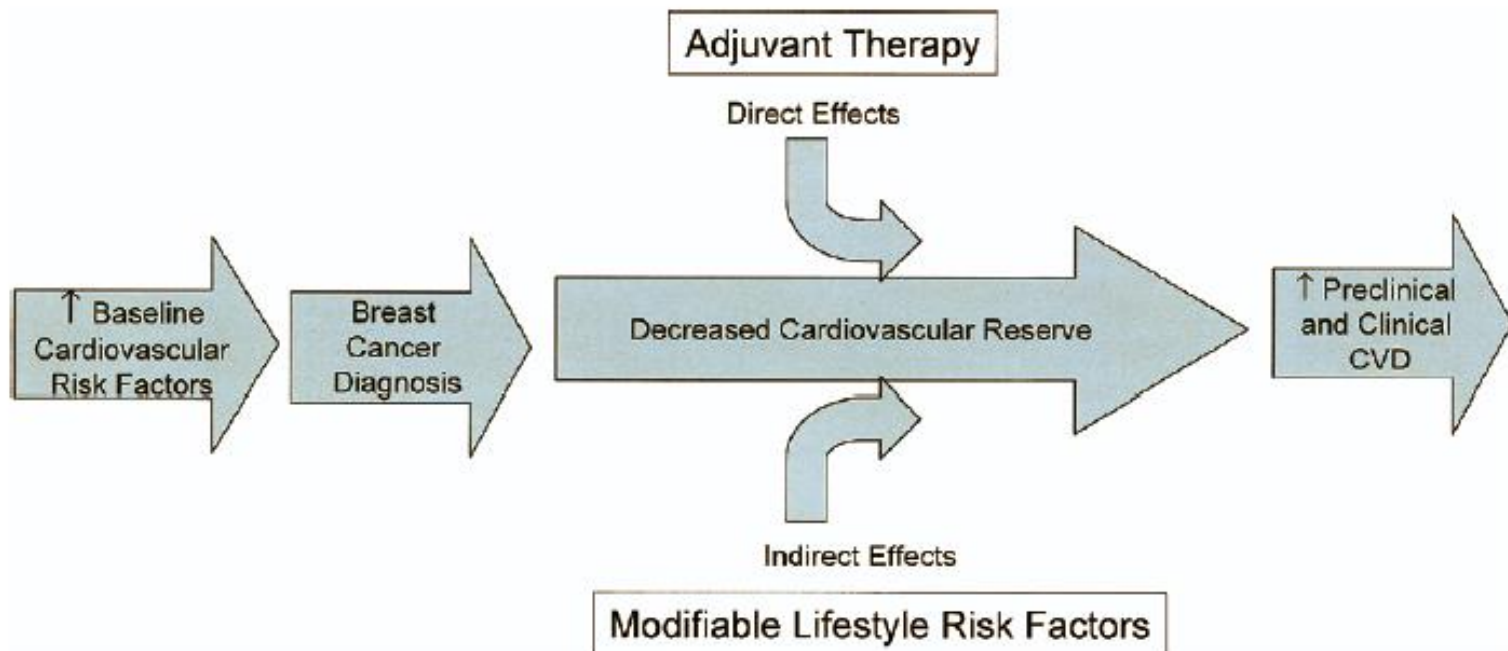 Adjuvant Therapy
Direct Effects
↑ Baseline
Cardiovascular
Risk Factors
Breast
Cancer
Diagnosis
Decreased Cardiovascular Reserve
↑ Preclinical
and Clinical
CVD
Indirect Effects
Modifiable Lifestyle Risk Factors